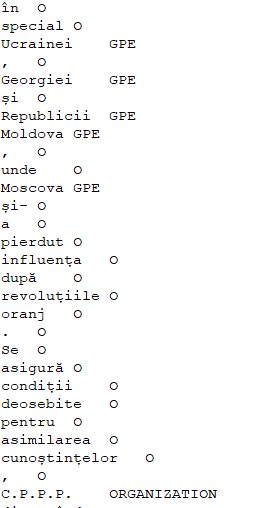 în O
special O
Ucrainei GPE
, O
Georgiei GPE
și O
Republicii GPE
Moldova GPE
, O
unde O
Moscova GPE
și- O
a O
pierdut O
influența O
după O
revoluțiile O
oranj O
. O
Se O
asigură O
condiții O
deosebite O
pentru O
asimilarea O
cunoștințelor O
, O
C.P.P.P. ORGANIZATION